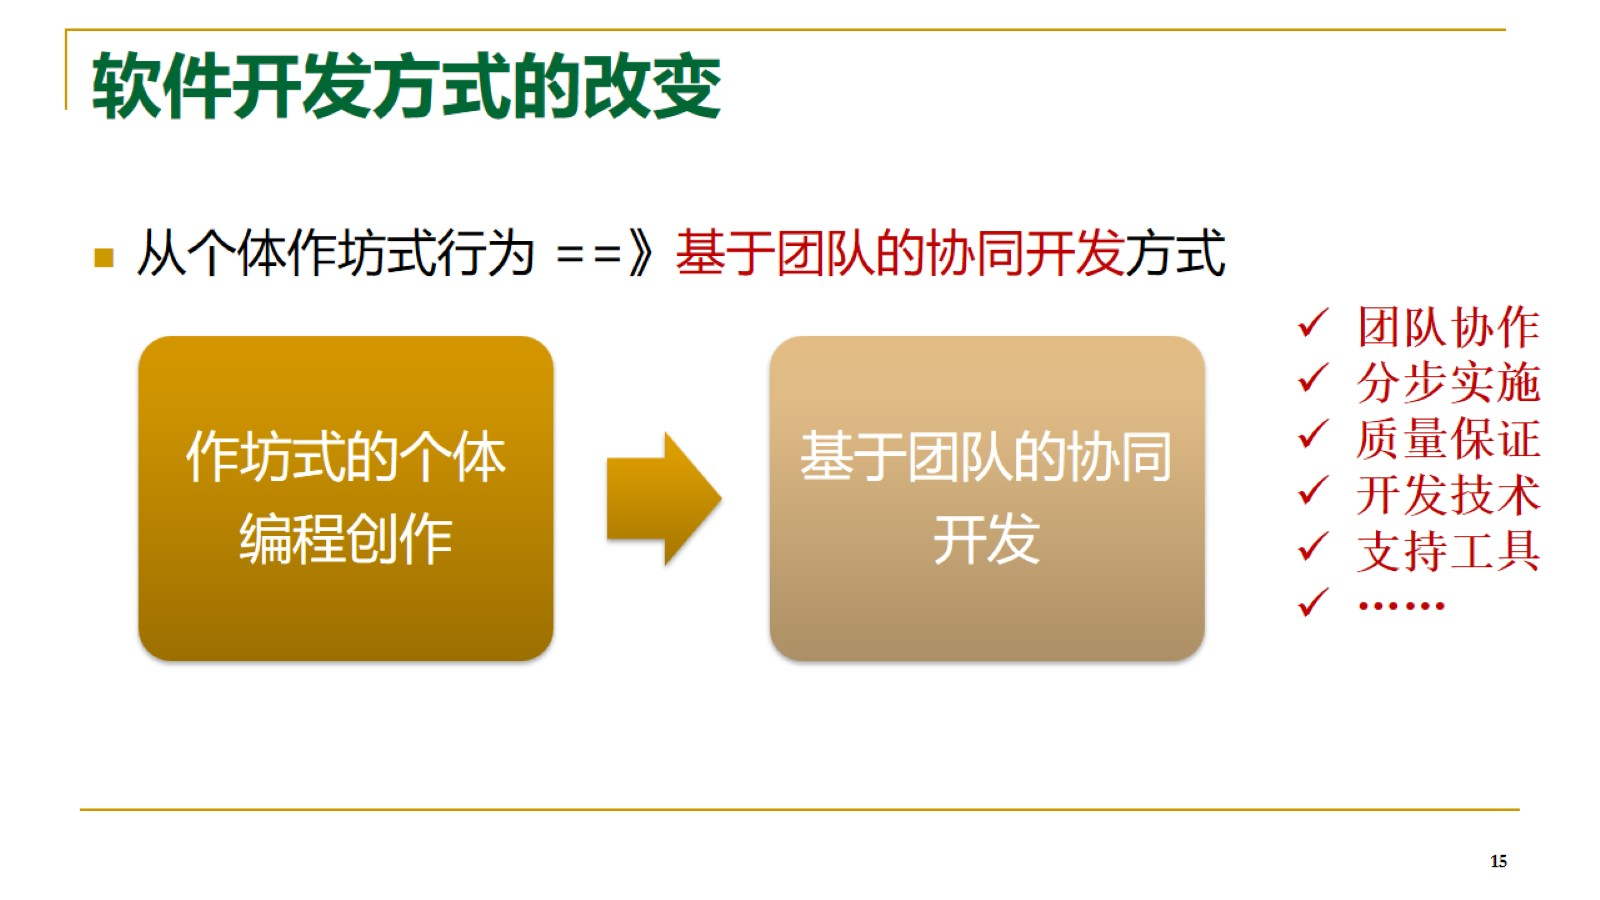 软件开发方式的改变
从个体作坊式行为 ==》基于团队的协同开发方式
作坊式的个体
编程创作
基于团队的协同
开发
团队协作
分步实施
质量保证
开发技术
支持工具
……
15